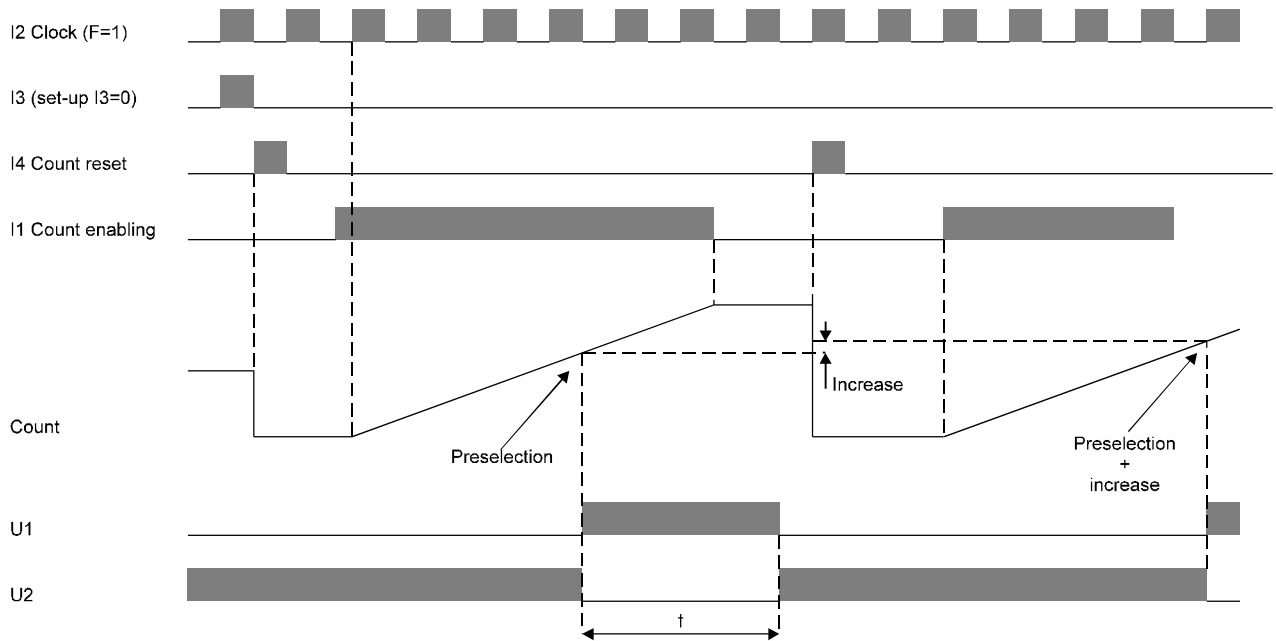 I2 Clock (F=1)
I3 (set-up I3=0)
I4 Count reset
I1 Count enabling
Increase
Count
Preselection
Preselection
+
increase
U1
U2
t